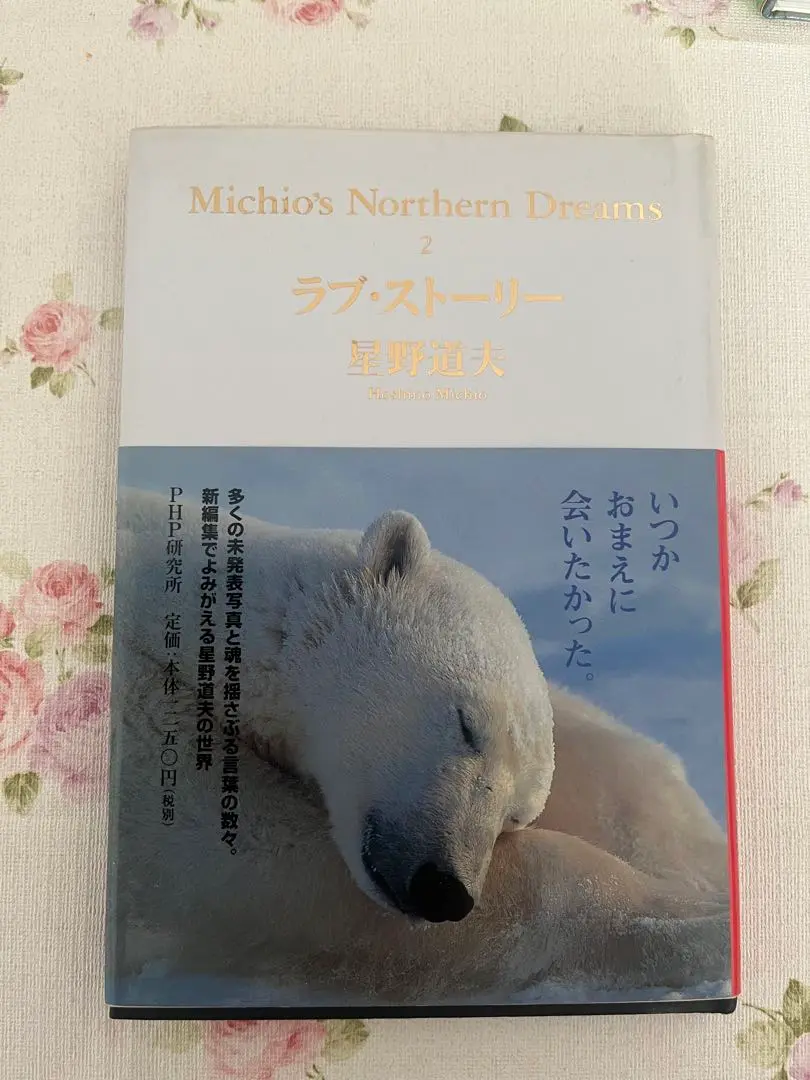 Michio's Northern Dreams
2
ラブ・ストーリー
星野道夫
Hoshino Michio
いつか
おまえに
会いたかった。
多くの未発表写真と魂を揺さぶる言葉の数々。
新編集でよみがえる星野道夫の世界
PHP研究所 定価:本体一二五〇円(税別)